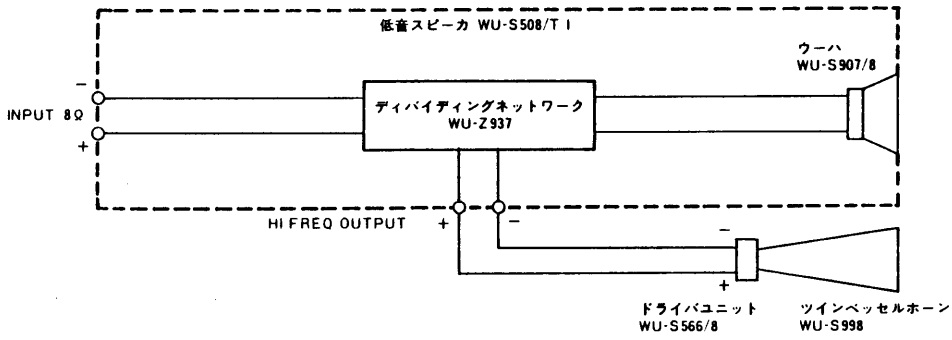 低音スピーカ WU-S508/T I
ウーハ
WU-S907/8
−
INPUT 8Ω
+
ディバイディングネットワーク
WU-Z937
HI FREQ OUTPUT + −
−
+
ドライバユニット
WU-S566/8
ツインベッセルホーン
WU-S998